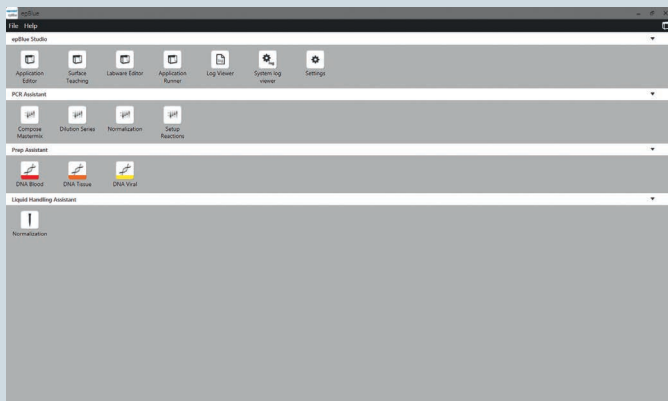 epBlue
File Help
epBlue Studio
Application Editor
Surface Teaching
Labware Editor
Application Runner
Log Viewer
System log viewer
Settings
PCR Assistant
Compose Mastermix
Dilution Series
Normalization
Setup Reactions
Prep Assistant
DNA Blood
DNA Tissue
DNA Viral
Liquid Handling Assistant
Normalization